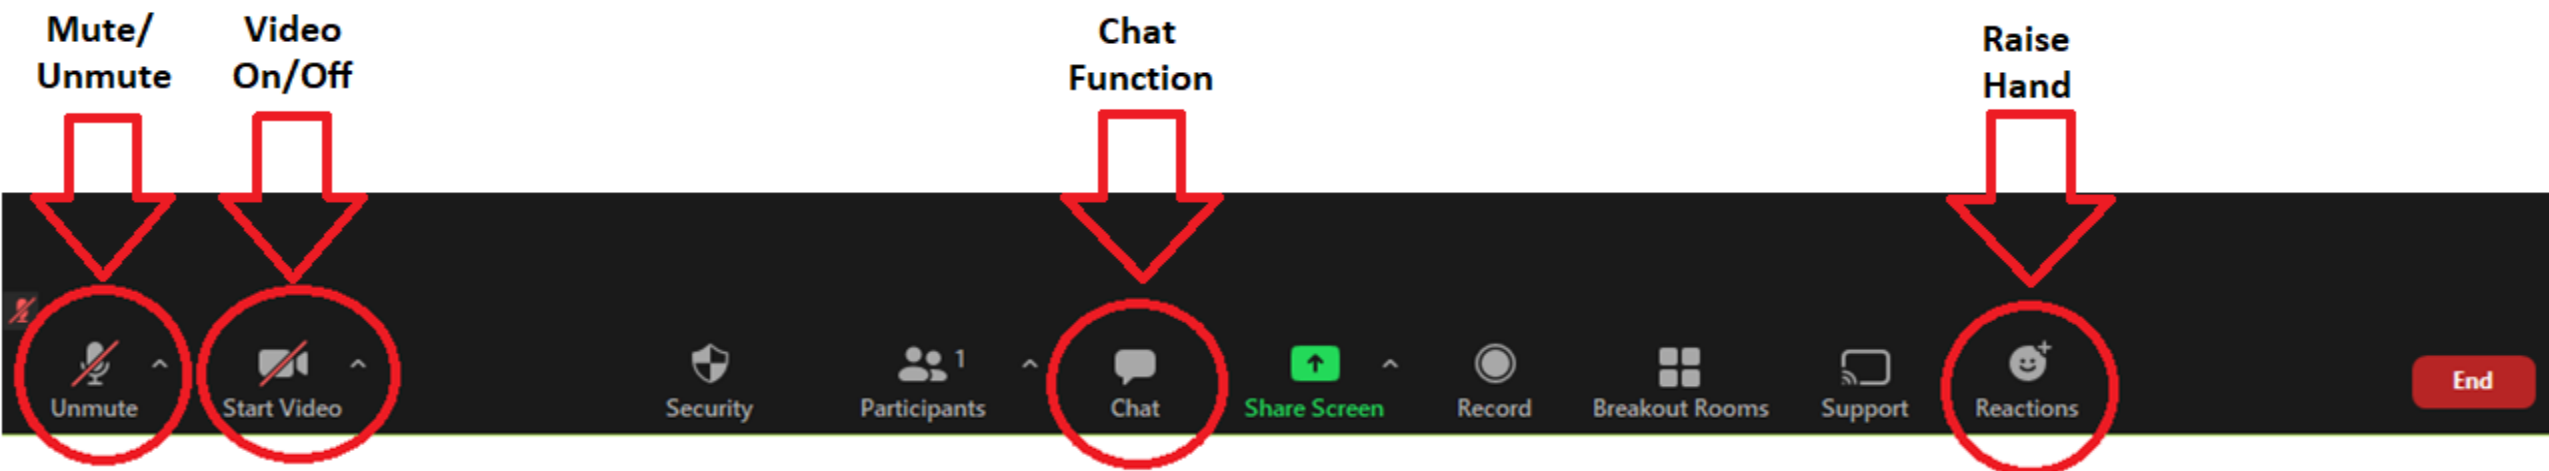 Mute/
Unmute
Video
On/Off
Chat
Function
Raise
Hand
Unmute
Start Video
Security
1
Participants
Chat
Share Screen
Record
Breakout Rooms
Support
Reactions
End